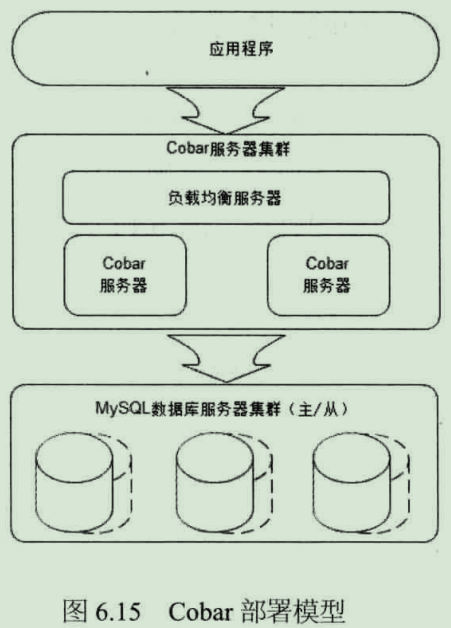 应用程序
Cobar服务器集群
负载均衡服务器
Cobar
服务器
Cobar
服务器
MySQL数据库服务器集群（主/从）
图 6.15 Cobar 部署模型